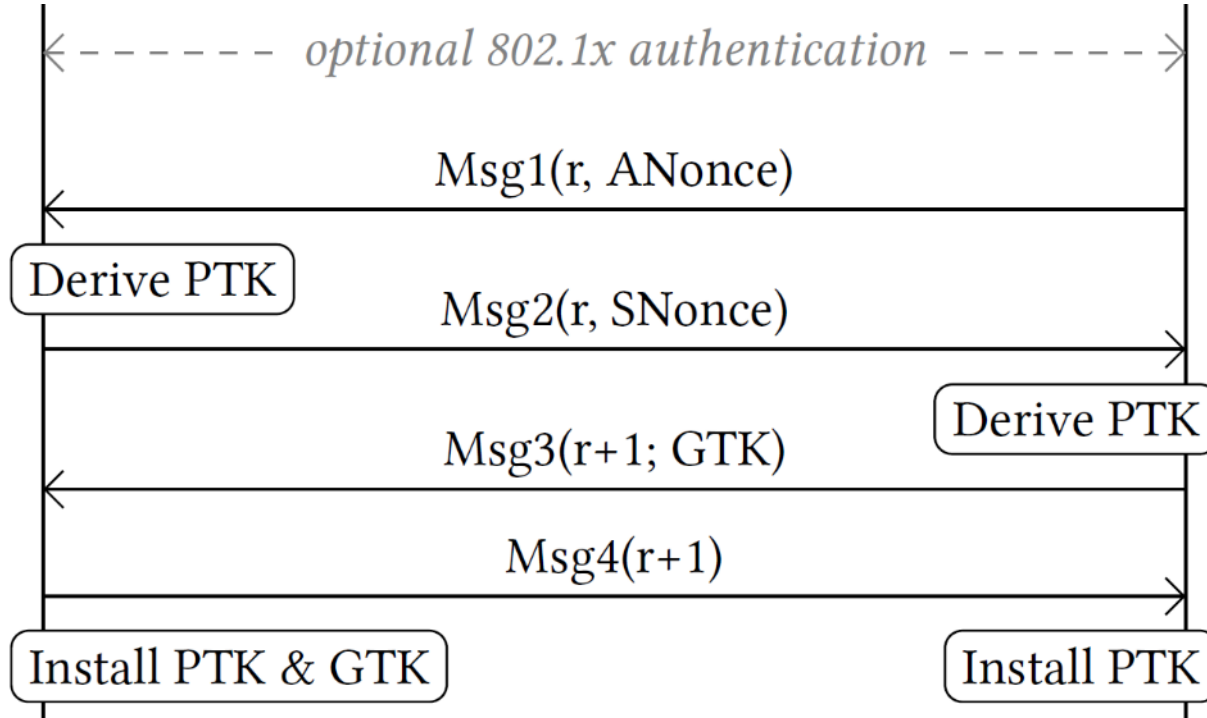 optional 802.1x authentication
Msg1(r, ANonce)
Derive PTK
Msg2(r, SNonce)
Derive PTK
Msg3(r+1; GTK)
Msg4(r+1)
Install PTK & GTK
Install PTK